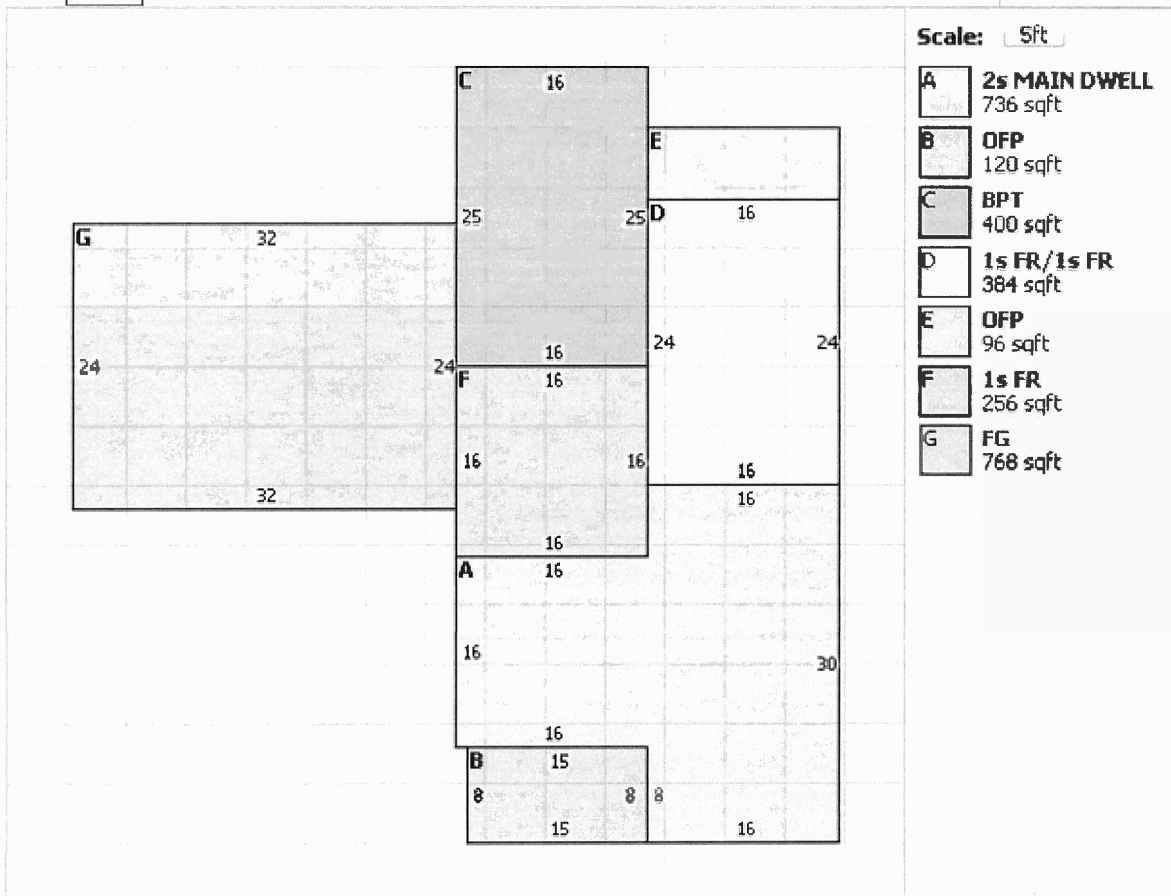 Scale: 5ft
A 2s MAIN DWELL
736 sqft
B OFP
120 sqft
C BPT
400 sqft
D 1s FR/1s FR
384 sqft
E OFP
96 sqft
F 1s FR
256 sqft
G FG
768 sqft
C 16
E
25 25 D 16
G 32
24 24
16
24 24
F 16
16 16
16
32
16
16
A 16
16
30
16
B 15
8 8 8
15 16